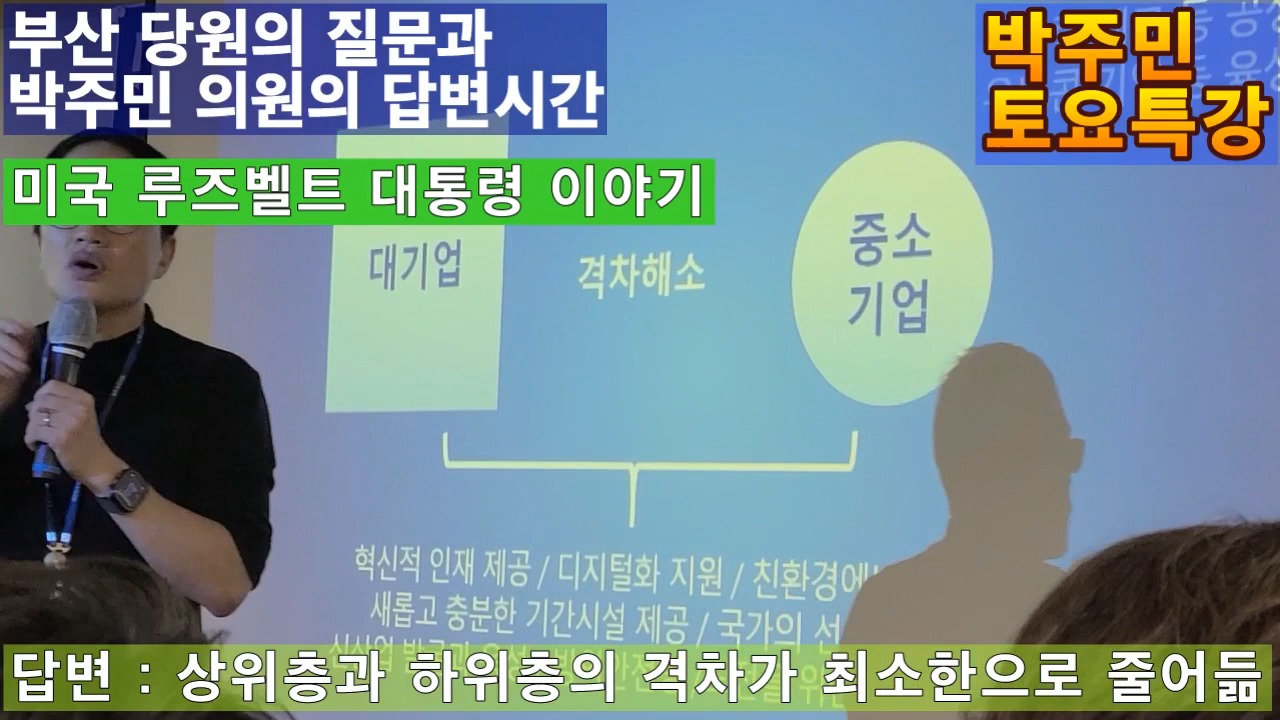 부산 당원의 질문과
박주민 의원의 답변시간
박주민
토요특강
미국 루즈벨트 대통령 이야기
대기업
격차해소
중소
기업
혁신적 인재 제공 / 디지털화 지원 / 친환경에
새롭고 충분한 기간시설 제공 / 국가의 선
답변 : 상위층과 하위층의 격차가 최소한으로 줄어듦